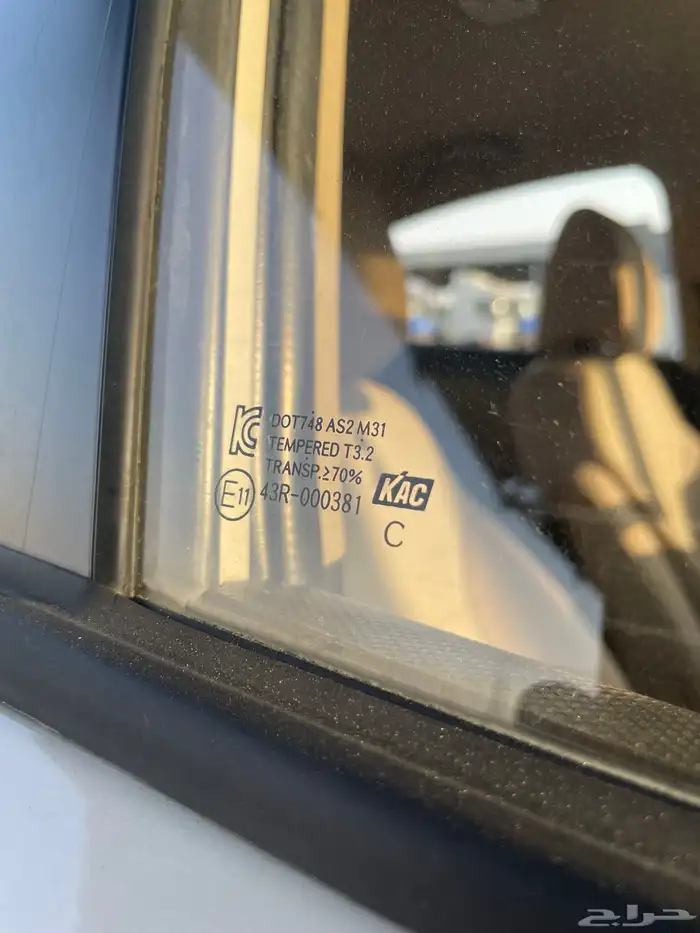 KC DOT748 AS2 M31
TEMPERED T3.2
TRANSP.≥70%
E11 43R-000381 KAC
C
حراج